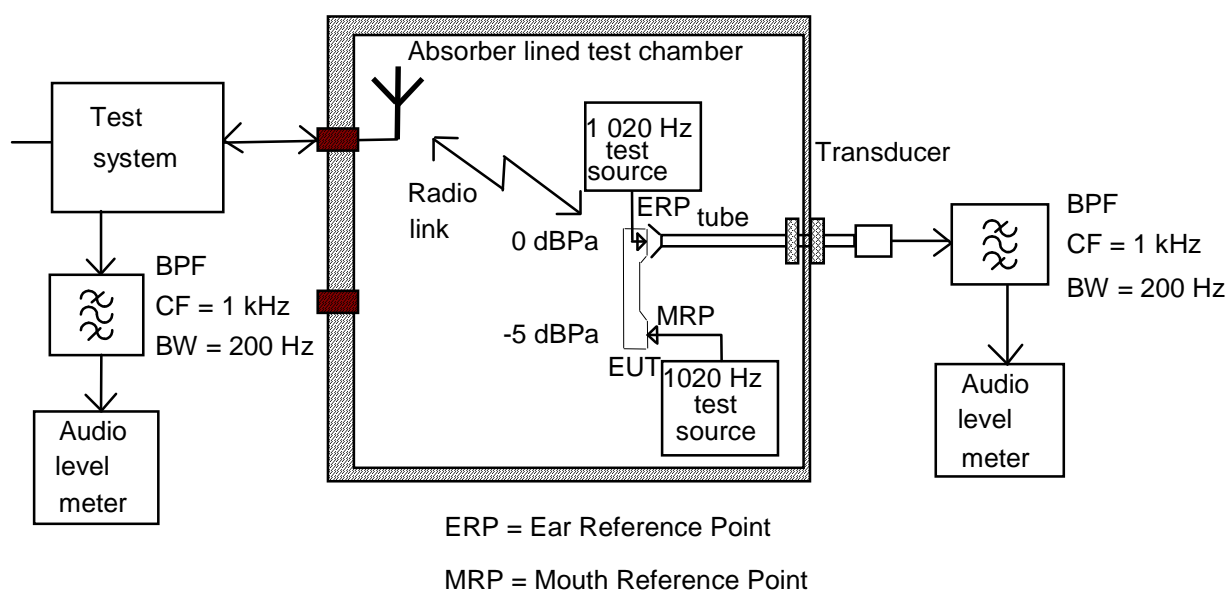 Absorber lined test chamber
Test
system
1 020 Hz
test
source
Transducer
Radio
link
ERP
tube
0 dBPa
BPF
CF = 1 kHz
BW = 200 Hz
BPF
CF = 1 kHz
BW = 200 Hz
MRP
-5 dBPa
EUT
1020 Hz
test
source
Audio
level
meter
Audio
level
meter
ERP = Ear Reference Point
MRP = Mouth Reference Point